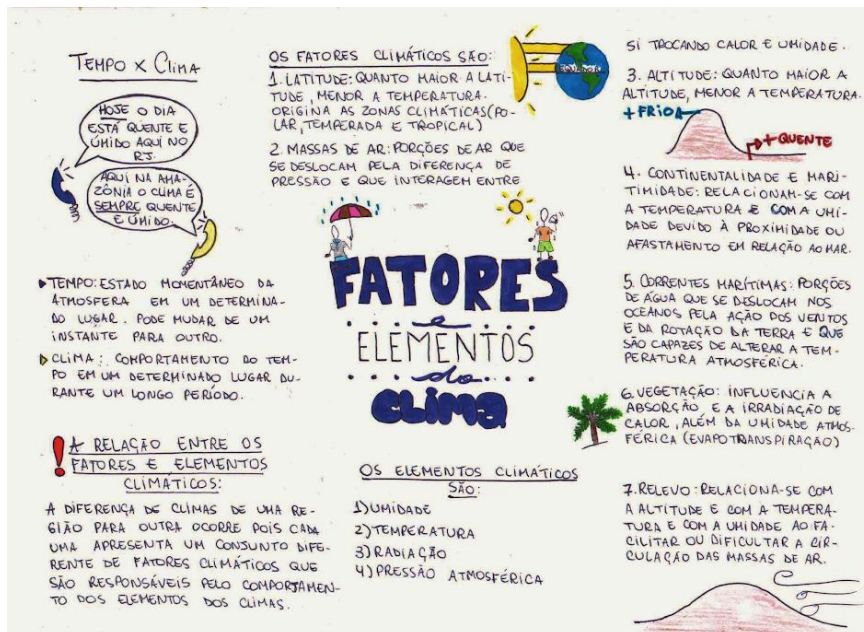 TEMPO X CLIMA
HOJE O DIA
ESTÁ QUENTE E
ÚMIDO AQUI NO
RJ.
AQUI NA AMA-
ZÔNIA O CLIMA É
SEMPRE QUENTE
E ÚMIDO.
TEMPO: ESTADO MOMENTÂNEO DA
ATMOSFERA EM UM DETERMINA-
DO LUGAR. PODE MUDAR DE UM
INSTANTE PARA OUTRO.
CLIMA: COMPORTAMENTO DO TEM-
PO EM UM DETERMINADO LUGAR DU-
RANTE UM LONGO PERÍODO.
! A RELAÇÃO ENTRE OS
FATORES E ELEMENTOS
CLIMÁTICOS:
A DIFERENÇA DE CLIMAS DE UMA RE-
GIÃO PARA OUTRA OCORRE POIS CADA
UMA APRESENTA UM CONJUNTO DIFE-
RENTE DE FATORES CLIMÁTICOS QUE
SÃO RESPONSÁVEIS PELO COMPORTAMEN-
TO DOS ELEMENTOS DOS CLIMAS.
OS FATORES CLIMÁTICOS SÃO:
1. LATITUDE: QUANTO MAIOR A LATI-
TUDE, MENOR A TEMPERATURA.
ORIGINA AS ZONAS CLIMÁTICAS (PO-
LAR, TEMPERADA E TROPICAL)
2. MASSAS DE AR: PORÇÕES DE AR QUE
SE DESLOCAM PELA DIFERENÇA DE
PRESSÃO E QUE INTERAGEM ENTRE
EQUADOR
FATORES
e
ELEMENTOS
do
CLIMA
OS ELEMENTOS CLIMÁTICOS
SÃO:
1) UMIDADE
2) TEMPERATURA
3) RADIAÇÃO
4) PRESSÃO ATMOSFÉRICA
SI TROCANDO CALOR E UMIDADE.
3. ALTITUDE: QUANTO MAIOR A
ALTITUDE, MENOR A TEMPERATURA.
+ FRIO
+ QUENTE
4. CONTINENTALIDADE E MARI-
TIMIDADE: RELACIONAM-SE COM
A TEMPERATURA E COM A UMI-
DADE DEVIDO À PROXIMIDADE OU
AFASTAMENTO EM RELAÇÃO AO MAR.
5. CORRENTES MARÍTIMAS: PORÇÕES
DE ÁGUA QUE SE DESLOCAM NOS
OCEANOS PELA AÇÃO DOS VENTOS
E DA ROTAÇÃO DA TERRA E QUE
SÃO CAPAZES DE ALTERAR A TEM-
PERATURA ATMOSFÉRICA.
6. VEGETAÇÃO: INFLUENCIA A
ABSORÇÃO E A IRRADIAÇÃO DE
CALOR, ALÉM DA UMIDADE ATMOS-
FÉRICA (EVAPOTRANSPIRAÇÃO)
7. RELEVO: RELACIONA-SE COM
A ALTITUDE E COM A TEMPERA-
TURA E COM A UMIDADE AO FA-
CILITAR OU DIFICULTAR A CIR-
CULAÇÃO DAS MASSAS DE AR.